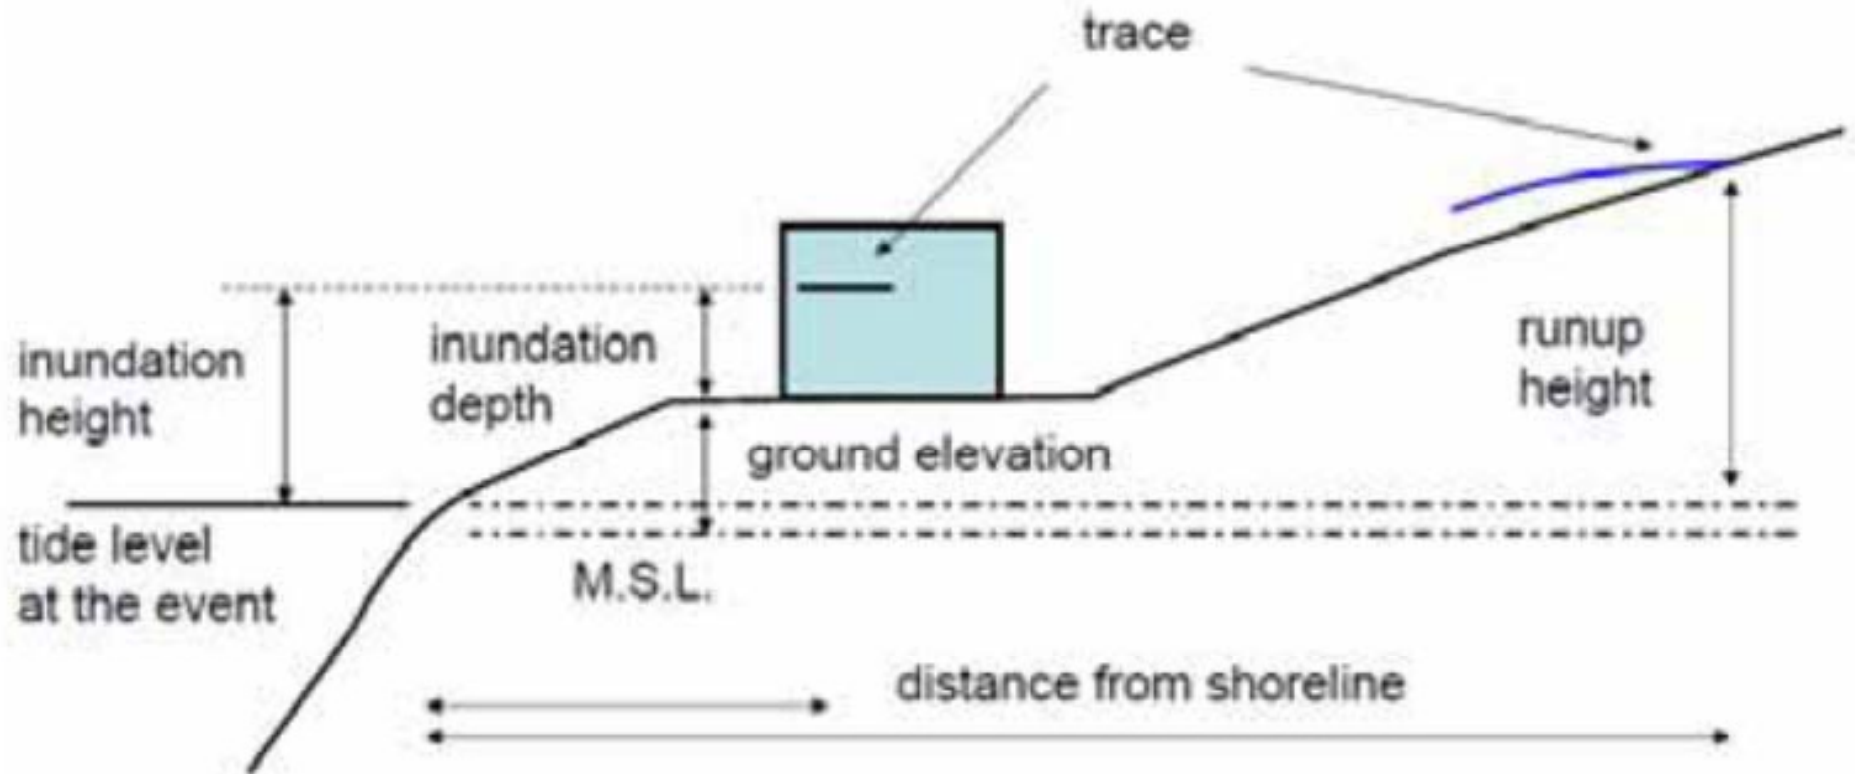 trace
inundation
height
inundation
depth
runup
height
ground elevation
tide level
at the event
M.S.L.
distance from shoreline